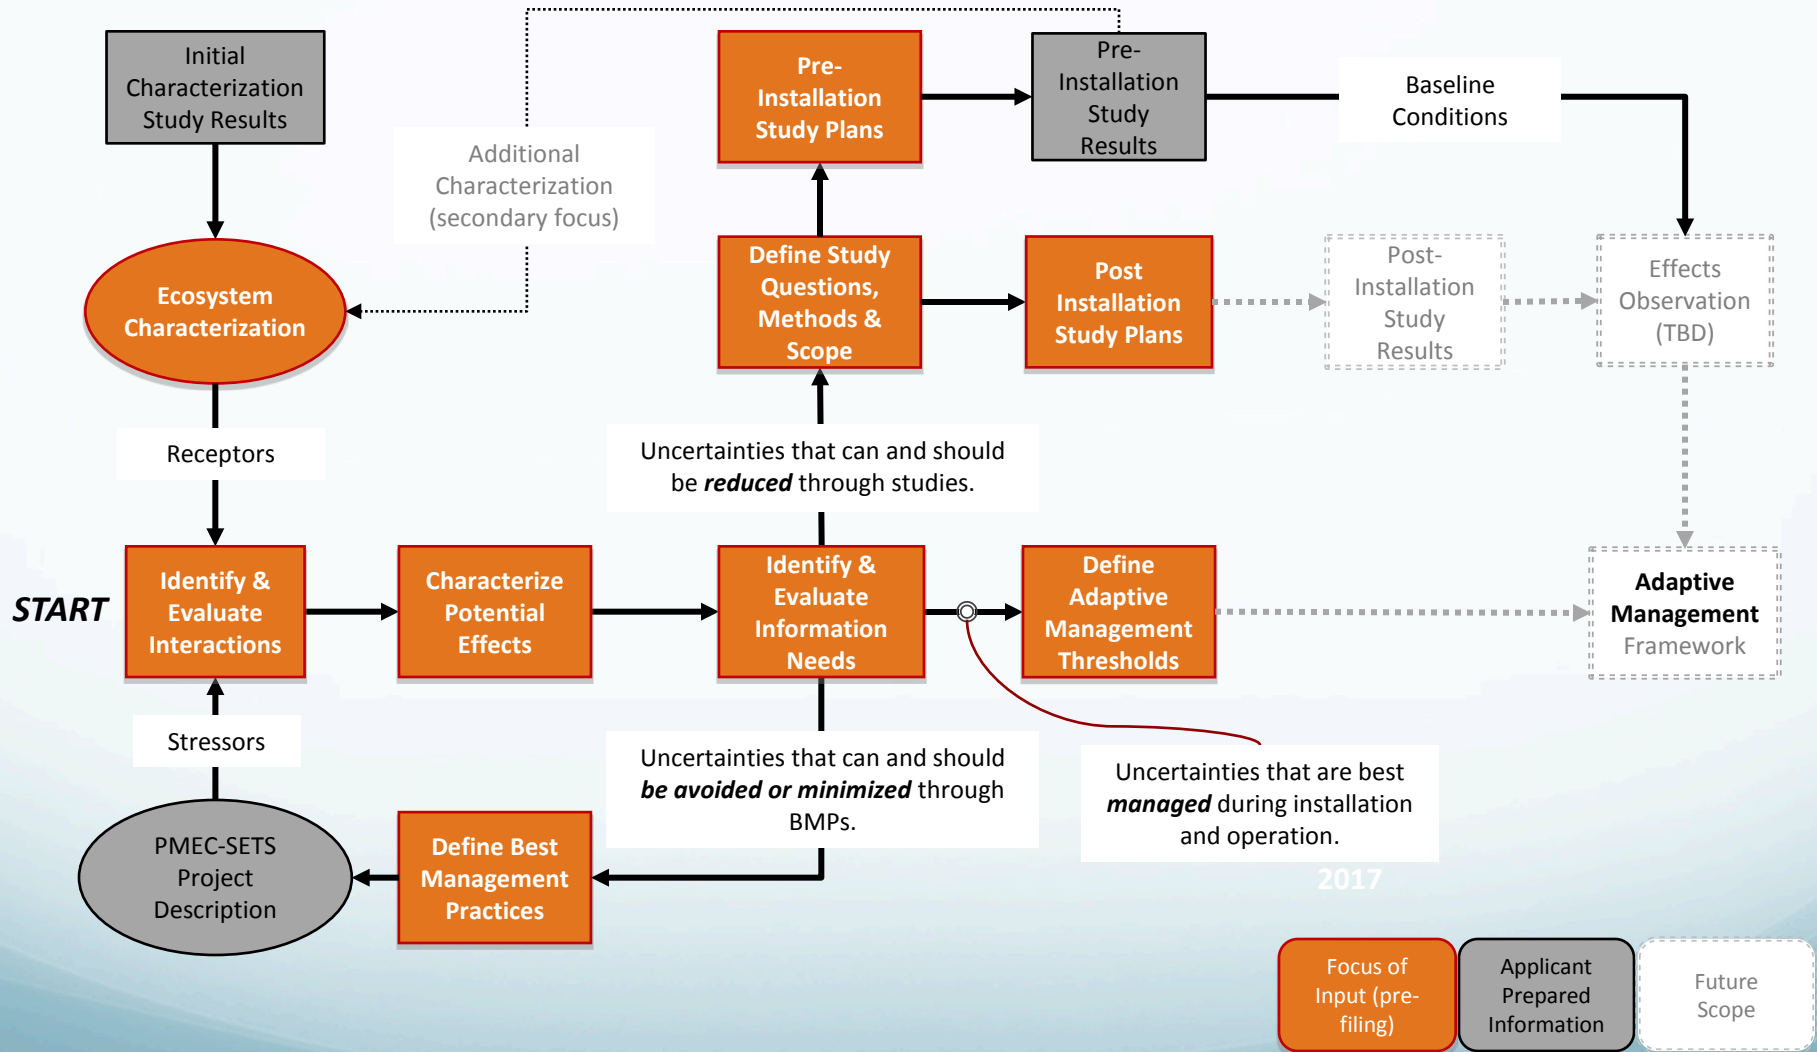 Initial
Characterization
Study Results
Pre-
Installation
Study Plans
Pre-
Installation
Study
Results
Baseline
Conditions
Additional
Characterization
(secondary focus)
Ecosystem
Characterization
Define Study
Questions,
Methods &
Scope
Post
Installation
Study Plans
Post-
Installation
Study
Results
Effects
Observation
(TBD)
Receptors
Uncertainties that can and should
be reduced through studies.
START
Identify &
Evaluate
Interactions
Characterize
Potential
Effects
Identify &
Evaluate
Information
Needs
Define
Adaptive
Management
Thresholds
Adaptive
Management
Framework
Stressors
Uncertainties that can and should
be avoided or minimized through
BMPs.
Uncertainties that are best
managed during installation
and operation.
PMEC-SETS
Project
Description
Define Best
Management
Practices
2017
Focus of
Input (pre-
filing)
Applicant
Prepared
Information
Future
Scope